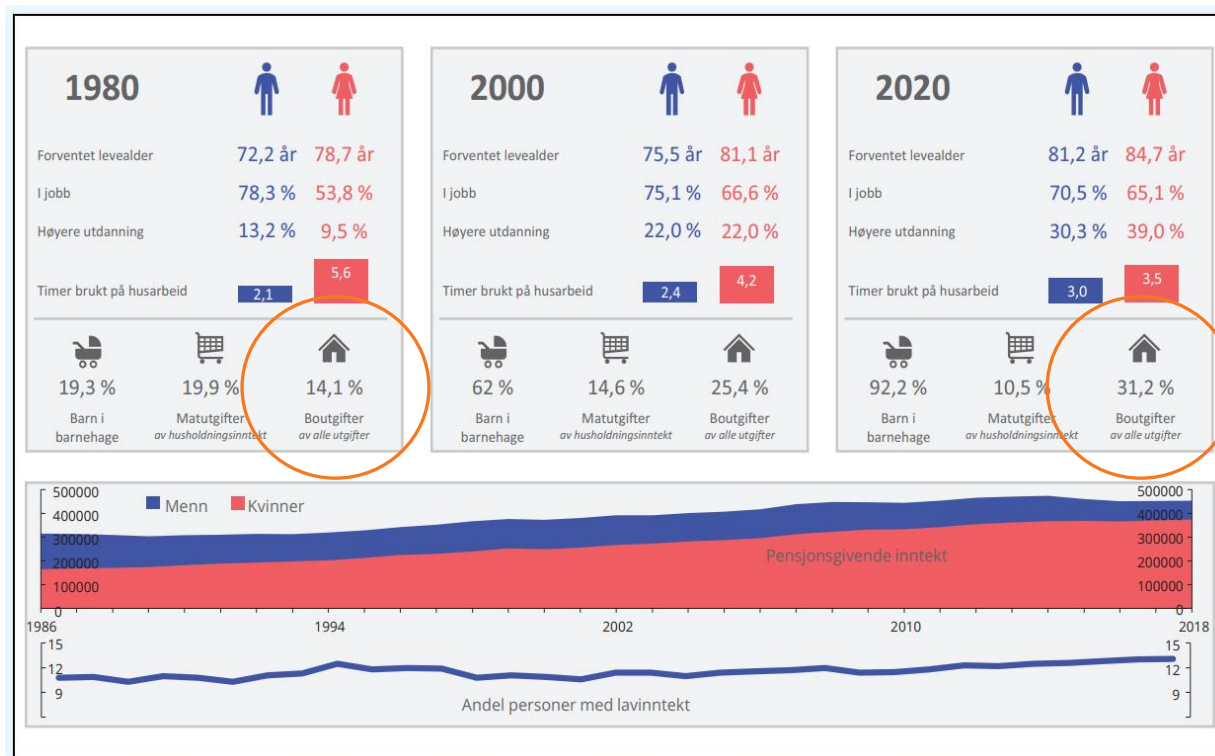 1980
Forventet levealder 72,2 år 78,7 år
I jobb 78,3 % 53,8 %
Høyere utdanning 13,2 % 9,5 %
Timer brukt på husarbeid 2,1 5,6
19,3 % 19,9 % 14,1 %
Barn i Matutgifter Boutgifter
barnehage av husholdningsinntekt av alle utgifter
2000
Forventet levealder 75,5 år 81,1 år
I jobb 75,1 % 66,6 %
Høyere utdanning 22,0 % 22,0 %
Timer brukt på husarbeid 2,4 4,2
62 % 14,6 % 25,4 %
Barn i Matutgifter Boutgifter
barnehage av husholdningsinntekt av alle utgifter
2020
Forventet levealder 81,2 år 84,7 år
I jobb 70,5 % 65,1 %
Høyere utdanning 30,3 % 39,0 %
Timer brukt på husarbeid 3,0 3,5
92,2 % 10,5 % 31,2 %
Barn i Matutgifter Boutgifter
barnehage av husholdningsinntekt av alle utgifter
500000 Menn Kvinner 500000
400000 400000
300000 300000
200000 Pensjonsgivende inntekt 200000
100000 100000
0 0
1986 1994 2002 2010 2018
15 15
12 12
9 9
Andel personer med lavinntekt